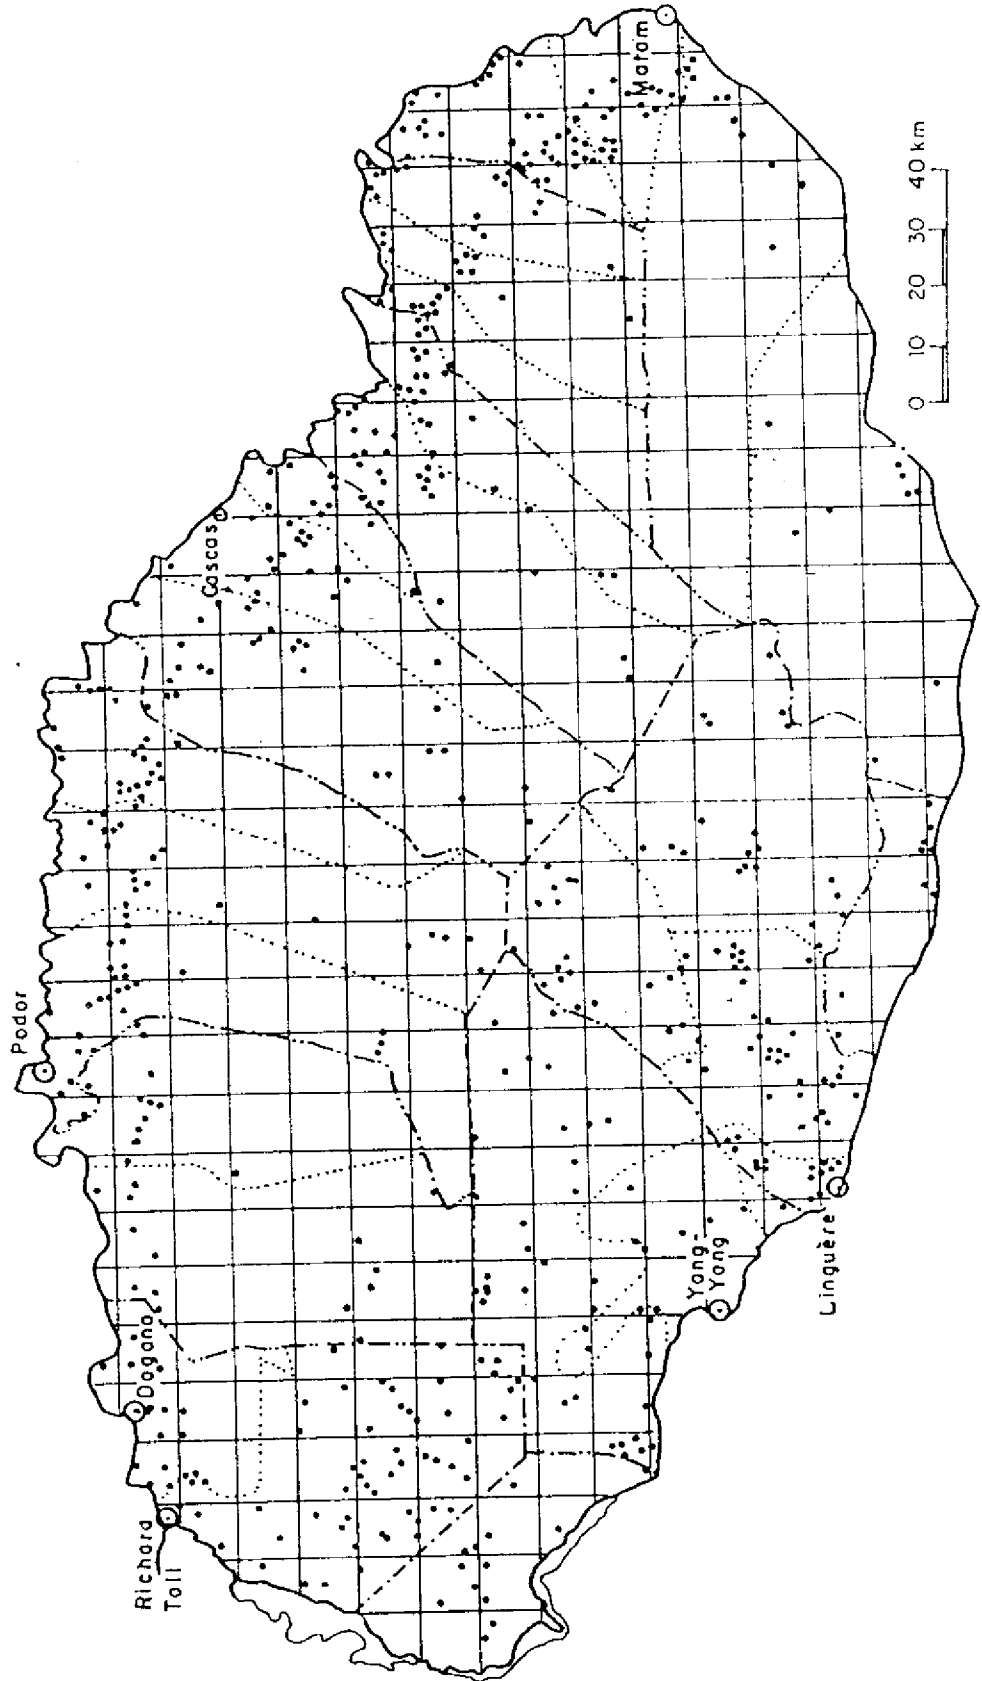 Matam
0 10 20 30 40 km
Cascas
Podor
Yang-
Yang
Linguère
Dagana
Richard
Toll